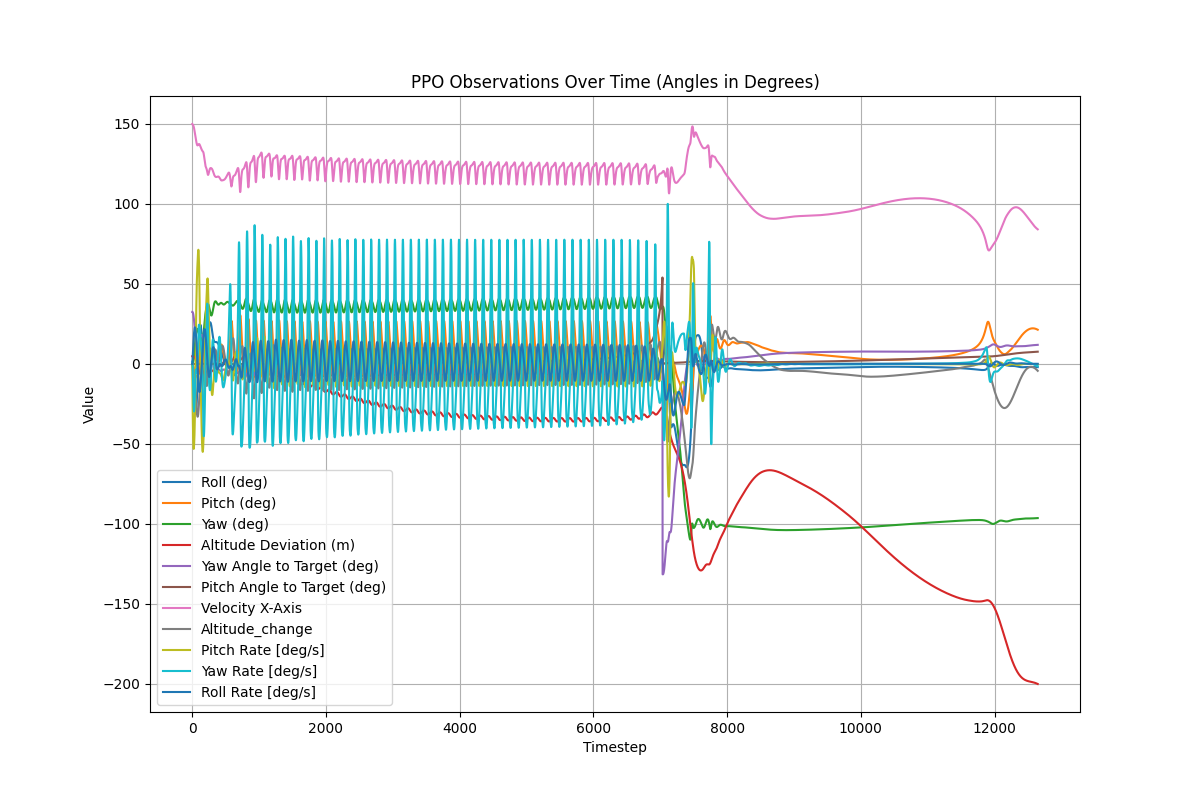 PPO Observations Over Time (Angles in Degrees)
150
100
50
0
−50
−100
−150
−200
Value
Roll (deg)
Pitch (deg)
Yaw (deg)
Altitude Deviation (m)
Yaw Angle to Target (deg)
Pitch Angle to Target (deg)
Velocity X-Axis
Altitude_change
Pitch Rate [deg/s]
Yaw Rate [deg/s]
Roll Rate [deg/s]
0 2000 4000 6000 8000 10000 12000
Timestep